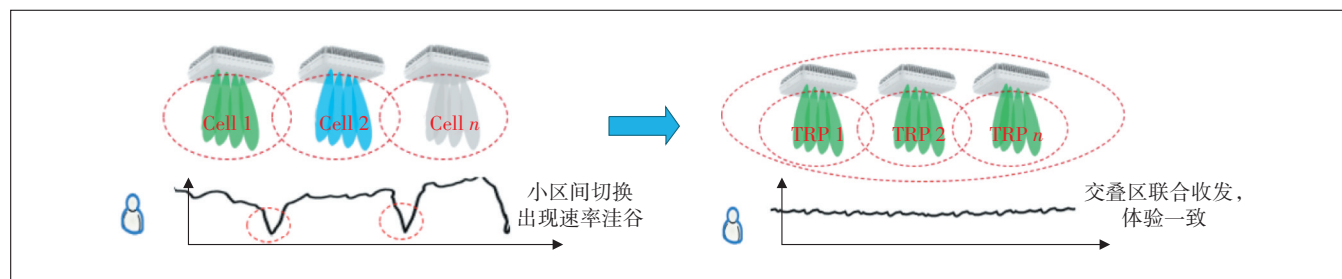 Cell 1 Cell 2 Cell n
TRP 1 TRP 2 TRP n
小区间切换
出现速率洼谷
交叠区联合收发，
体验一致